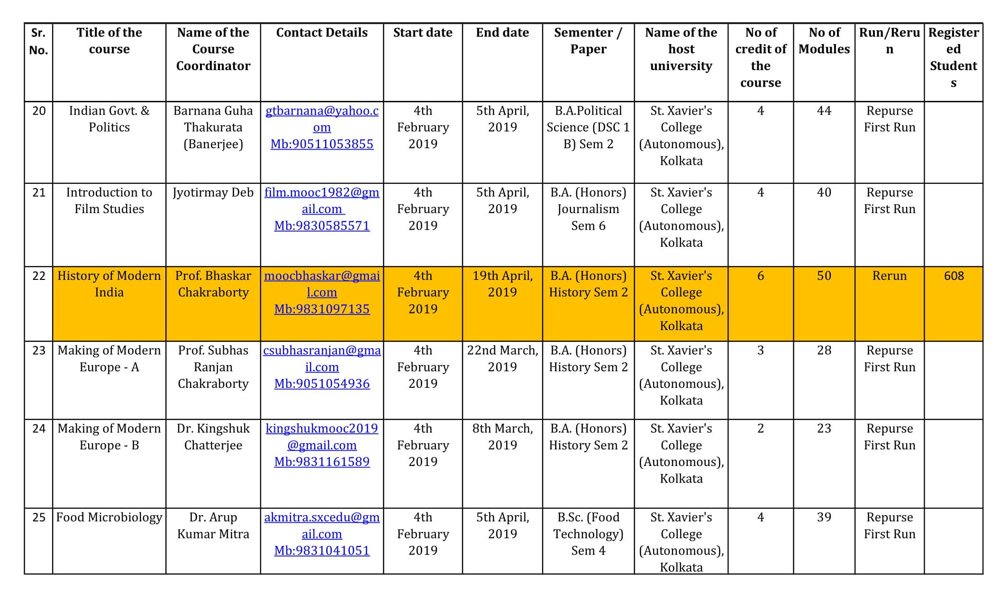 Sr. No. | Title of the course | Name of the Course Coordinator | Contact Details | Start date | End date | Sementer / Paper | Name of the host university | No of credit of the course | No of Modules | Run/Rerun | Registered Students
20 | Indian Govt. & Politics | Barnana Guha Thakurata (Banerjee) | gtbarnana@yahoo.com Mb:90511053855 | 4th February 2019 | 5th April, 2019 | B.A.Political Science (DSC 1 B) Sem 2 | St. Xavier's College (Autonomous), Kolkata | 4 | 44 | Repurse First Run |
21 | Introduction to Film Studies | Jyotirmay Deb | film.mooc1982@gmail.com Mb:9830585571 | 4th February 2019 | 5th April, 2019 | B.A. (Honors) Journalism Sem 6 | St. Xavier's College (Autonomous), Kolkata | 4 | 40 | Repurse First Run |
22 | History of Modern India | Prof. Bhaskar Chakraborty | moocbhaskar@gmail.com Mb:9831097135 | 4th February 2019 | 19th April, 2019 | B.A. (Honors) History Sem 2 | St. Xavier's College (Autonomous), Kolkata | 6 | 50 | Rerun | 608
23 | Making of Modern Europe - A | Prof. Subhas Ranjan Chakraborty | csubhasranjan@gmail.com Mb:9051054936 | 4th February 2019 | 22nd March, 2019 | B.A. (Honors) History Sem 2 | St. Xavier's College (Autonomous), Kolkata | 3 | 28 | Repurse First Run |
24 | Making of Modern Europe - B | Dr. Kingshuk Chatterjee | kingshukmooc2019@gmail.com Mb:9831161589 | 4th February 2019 | 8th March, 2019 | B.A. (Honors) History Sem 2 | St. Xavier's College (Autonomous), Kolkata | 2 | 23 | Repurse First Run |
25 | Food Microbiology | Dr. Arup Kumar Mitra | akmitra.sxcedu@gmail.com Mb:9831041051 | 4th February 2019 | 5th April, 2019 | B.Sc. (Food Technology) Sem 4 | St. Xavier's College (Autonomous), Kolkata | 4 | 39 | Repurse First Run |